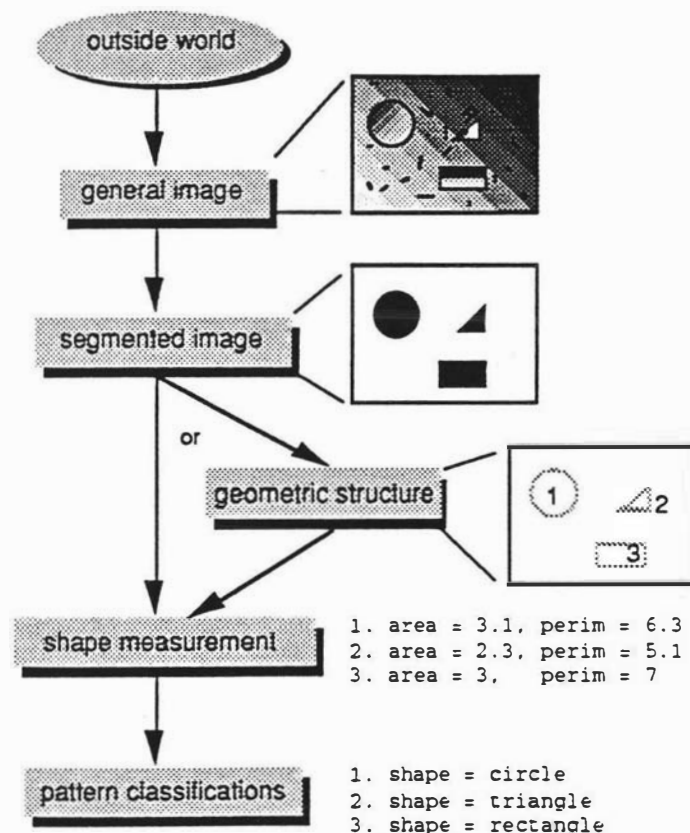 outside world
general image
segmented image
or
geometric structure
1
2
3
shape measurement
1. area = 3.1, perim = 6.3
2. area = 2.3, perim = 5.1
3. area = 3, perim = 7
pattern classifications
1. shape = circle
2. shape = triangle
3. shape = rectangle